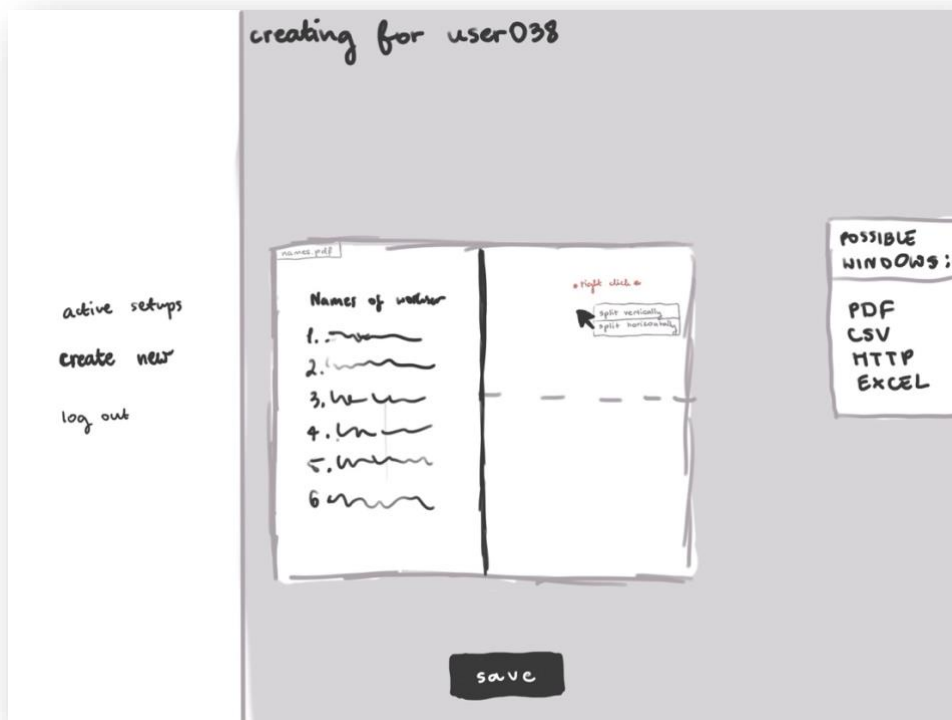 creating for user038
active setups
create new
log out
names.pdf
Names of worker
1.
2.
3.
4.
5.
6
* right click *
split vertically
split horizontally
POSSIBLE
WINDOWS:
PDF
CSV
HTTP
EXCEL
save